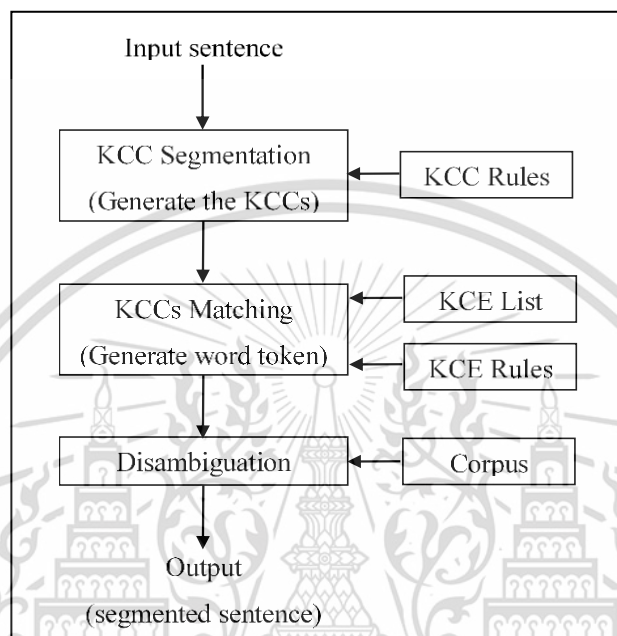 Input sentence
KCC Segmentation
(Generate the KCCs)
KCC Rules
KCCs Matching
(Generate word token)
KCE List
KCE Rules
Disambiguation
Corpus
Output
(segmented sentence)